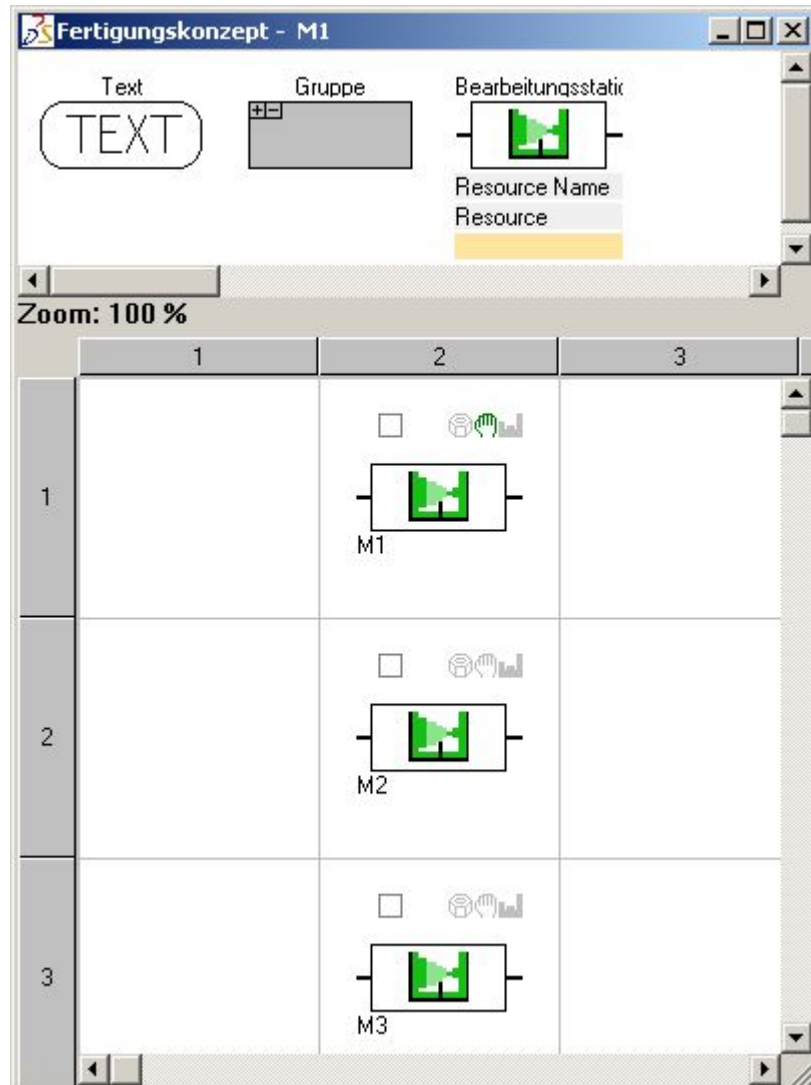 Fertigungskonzept - M1
Text
Gruppe
Bearbeitungsstatic
TEXT
Resource Name
Resource
Zoom: 100 %
1 2 3
1
M1
2
M2
3
M3